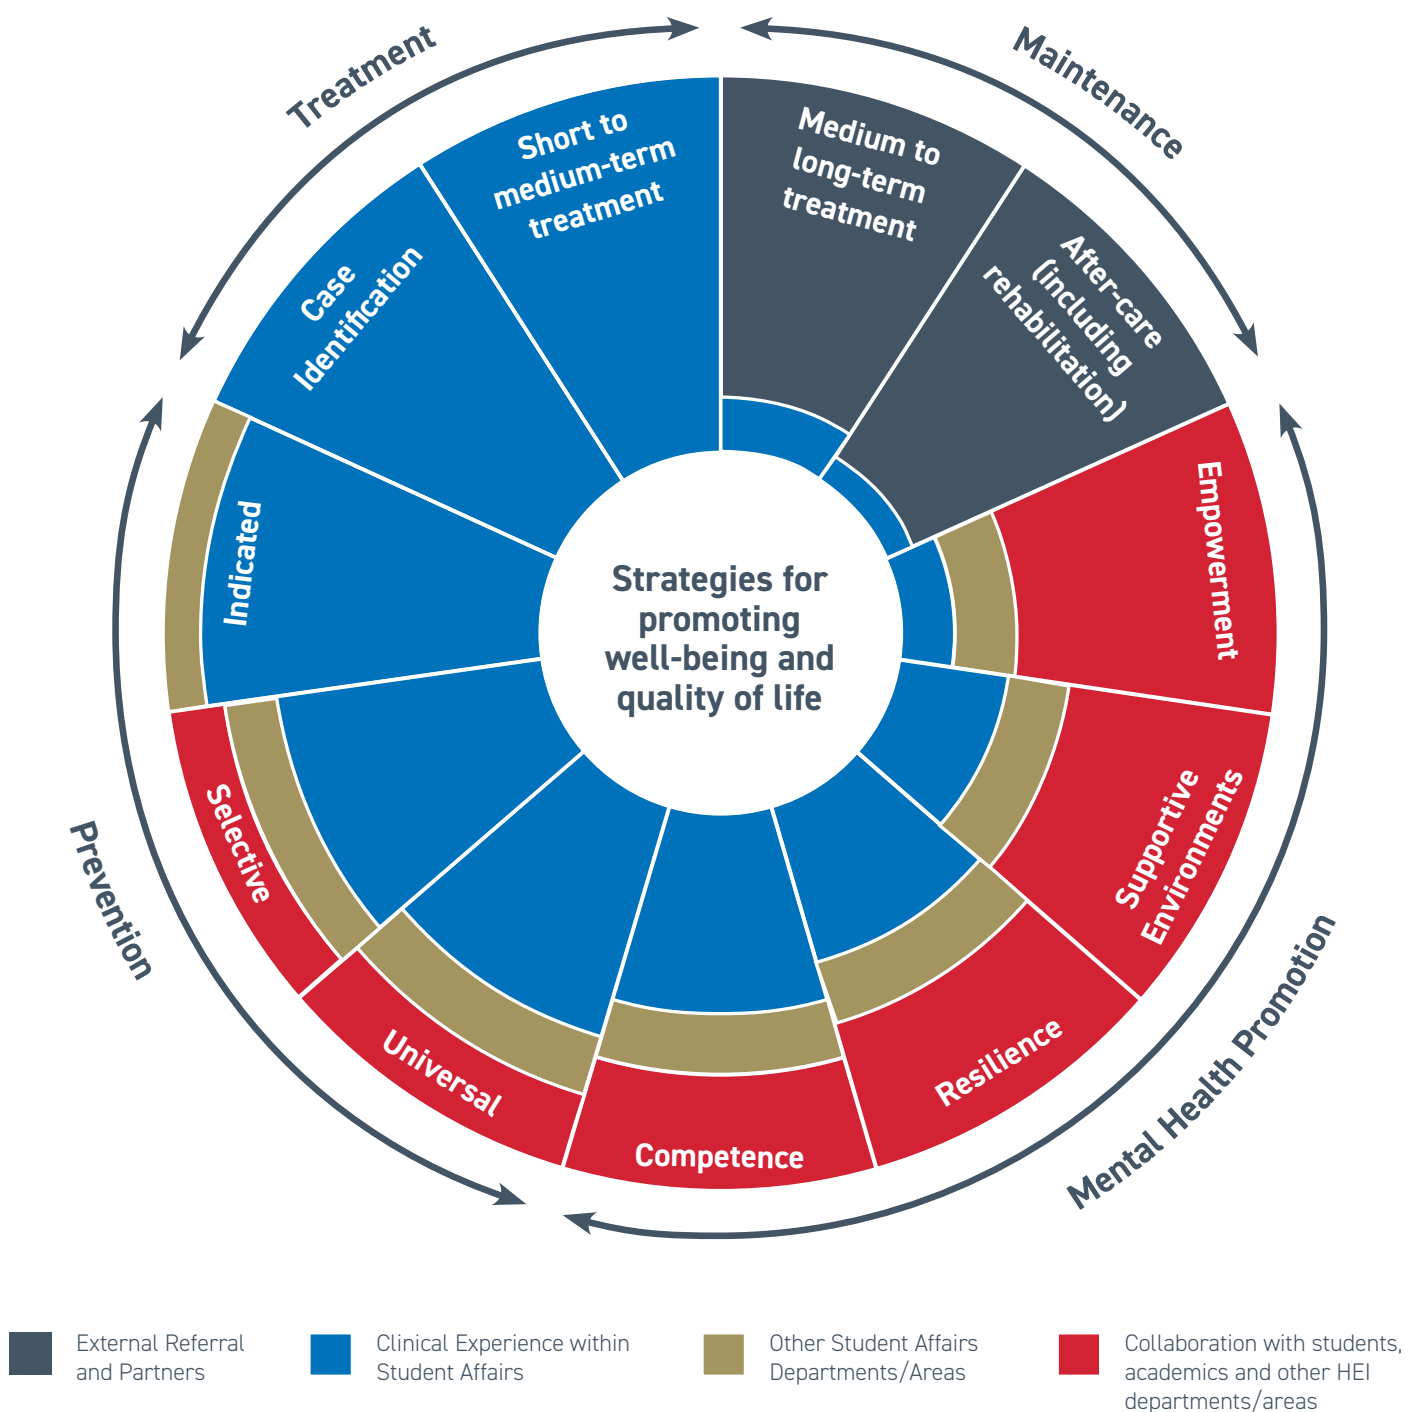 Treatment
Maintenance
Short to
medium-term
treatment
Medium to
long-term
treatment
Case
Identification
After-care
(including
rehabilitation)
Indicated
Empowerment
Strategies for
promoting
well-being and
quality of life
Selective
Supportive
Environments
Prevention
Universal
Resilience
Competence
Mental Health Promotion
External Referral
and Partners
Clinical Experience within
Student Affairs
Other Student Affairs
Departments/Areas
Collaboration with students,
academics and other HEI
departments/areas